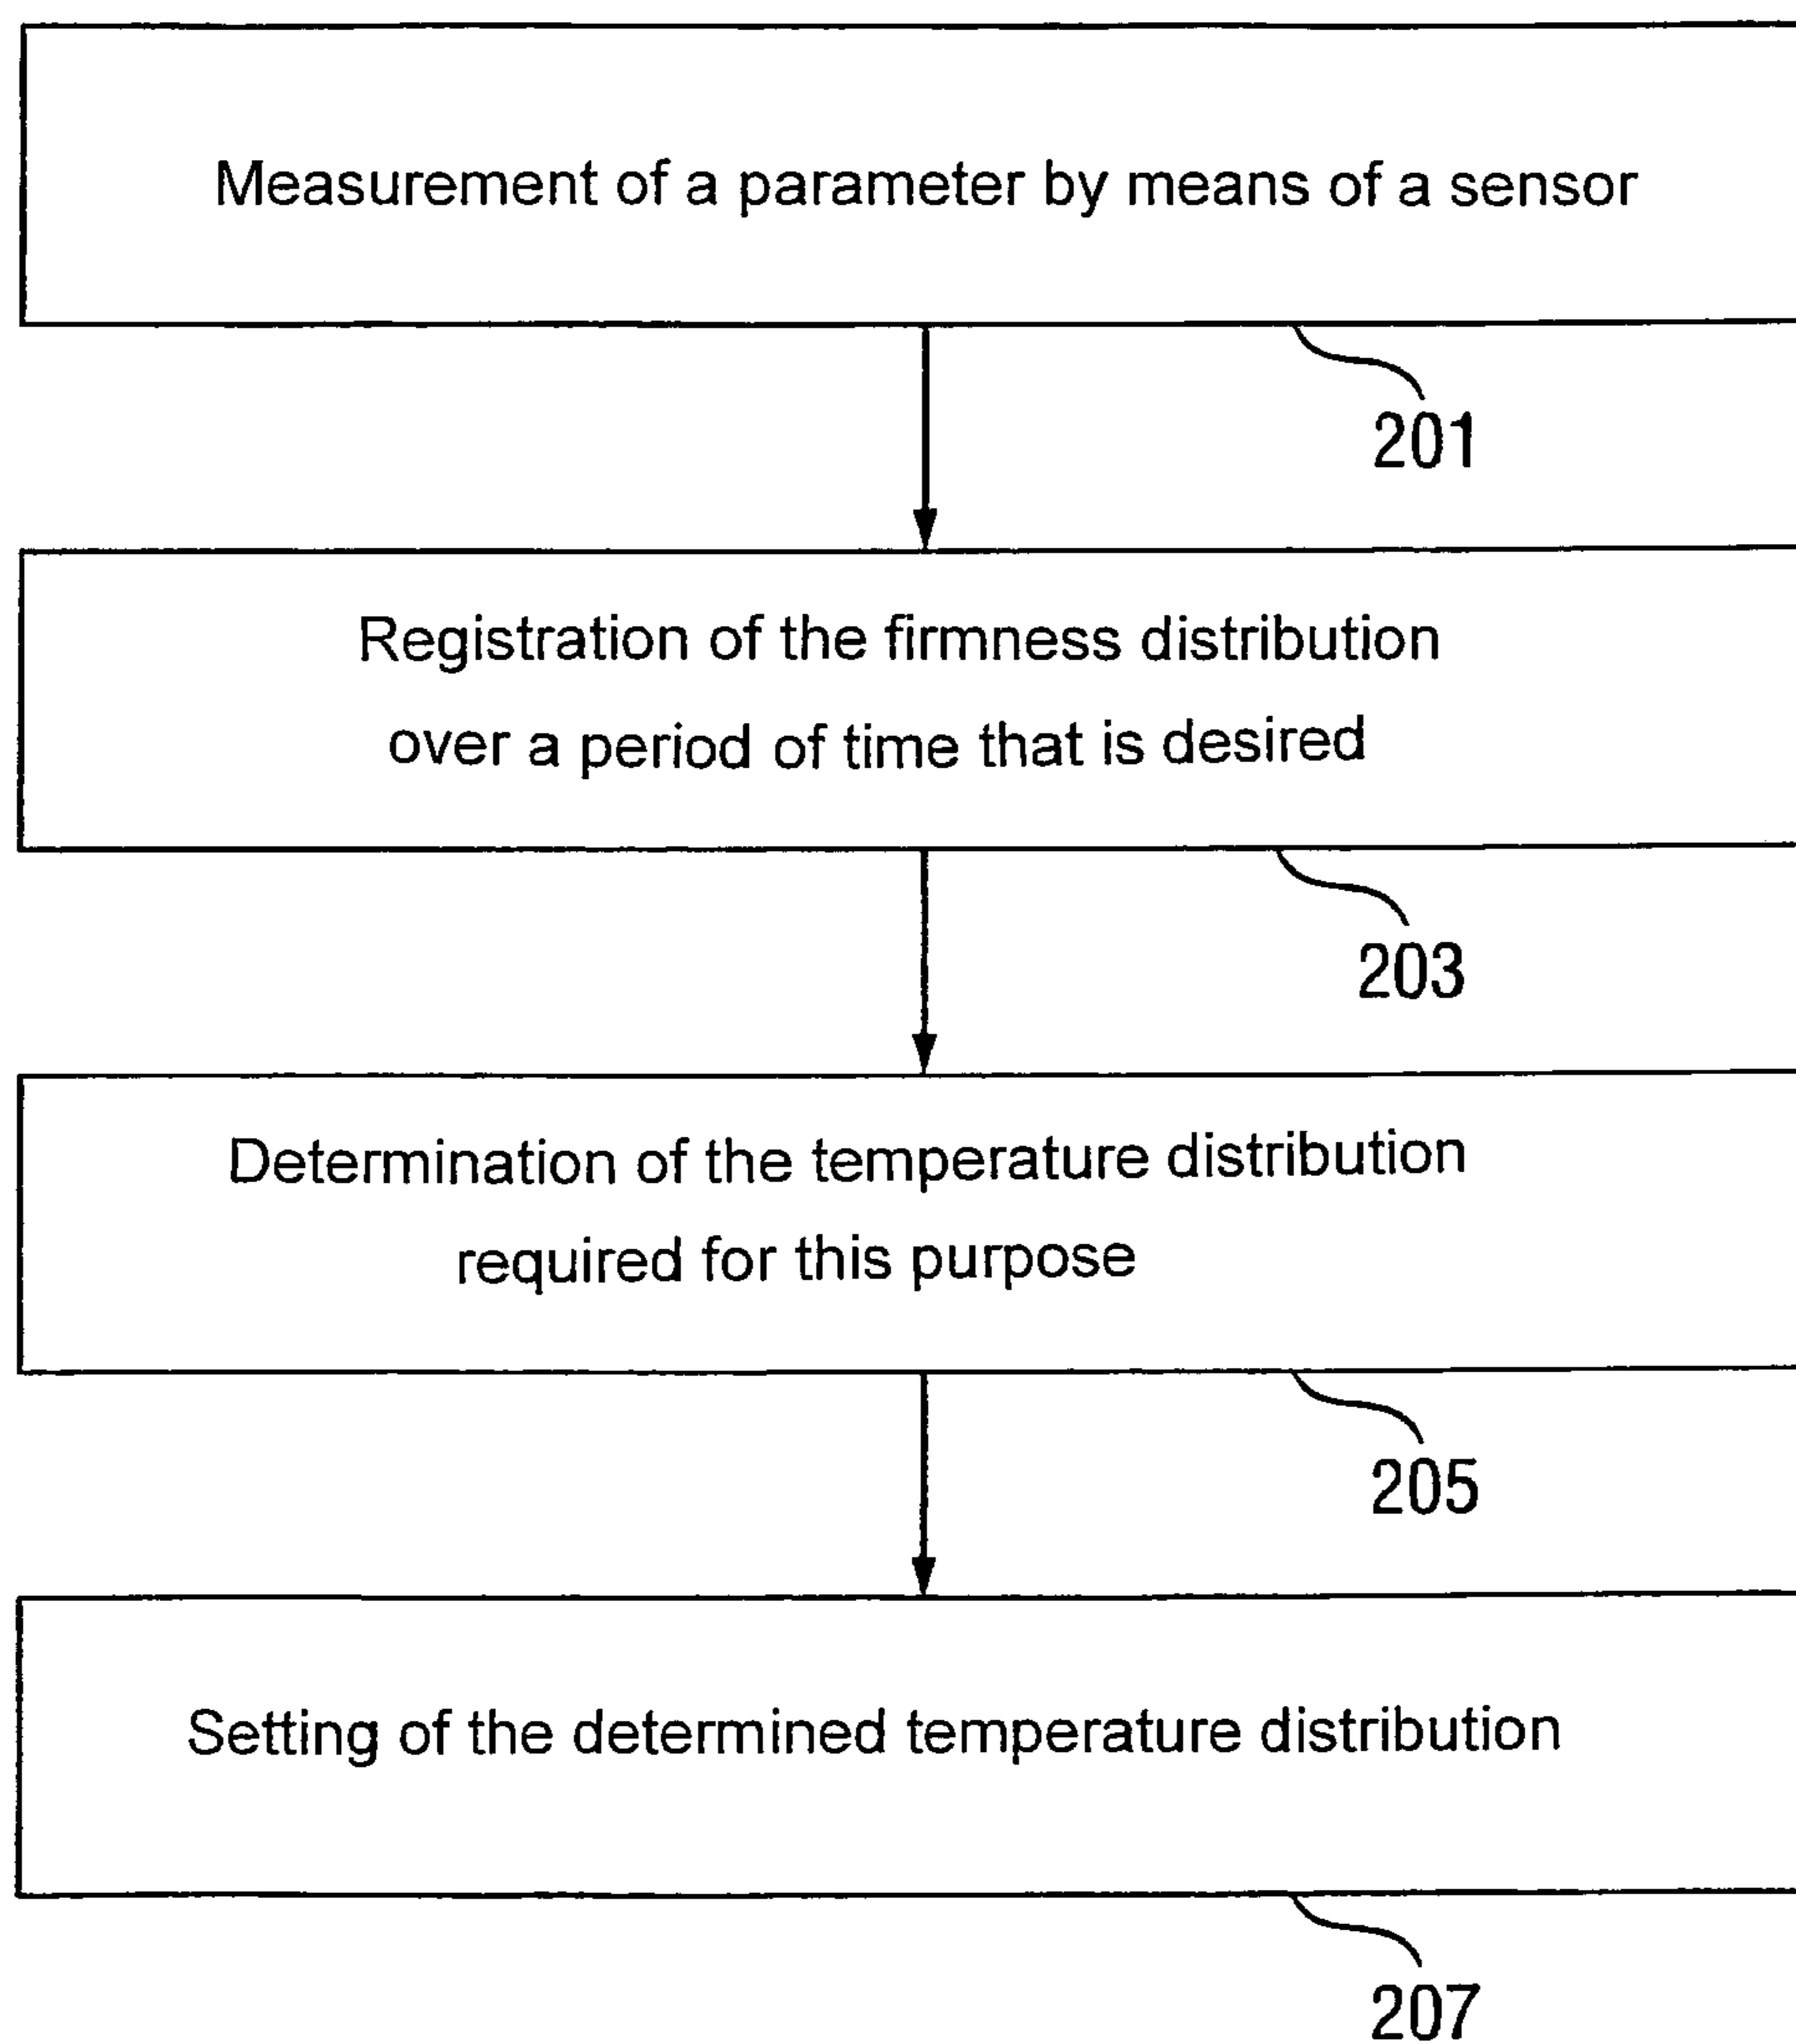 Measurement of a parameter by means of a sensor
201
Registration of the firmness distribution
over a period of time that is desired
203
Determination of the temperature distribution
required for this purpose
205
Setting of the determined temperature distribution
207